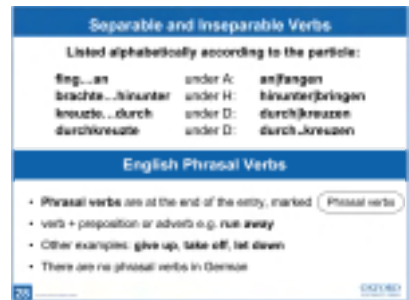 Separable and Inseparable Verbs
Listed alphabetically according to the particle:
fing...an under A: an|fangen
brachte...hinunter under H: hinunter|bringen
kreuzte...durch under D: durch|kreuzen
durchkreuzte under D: durch..kreuzen
English Phrasal Verbs
• Phrasal verbs are at the end of the entry, marked Phrasal verbs
• verb + preposition or adverb e.g. run away
• Other examples: give up, take off, let down
• There are no phrasal verbs in German
28
OXFORD